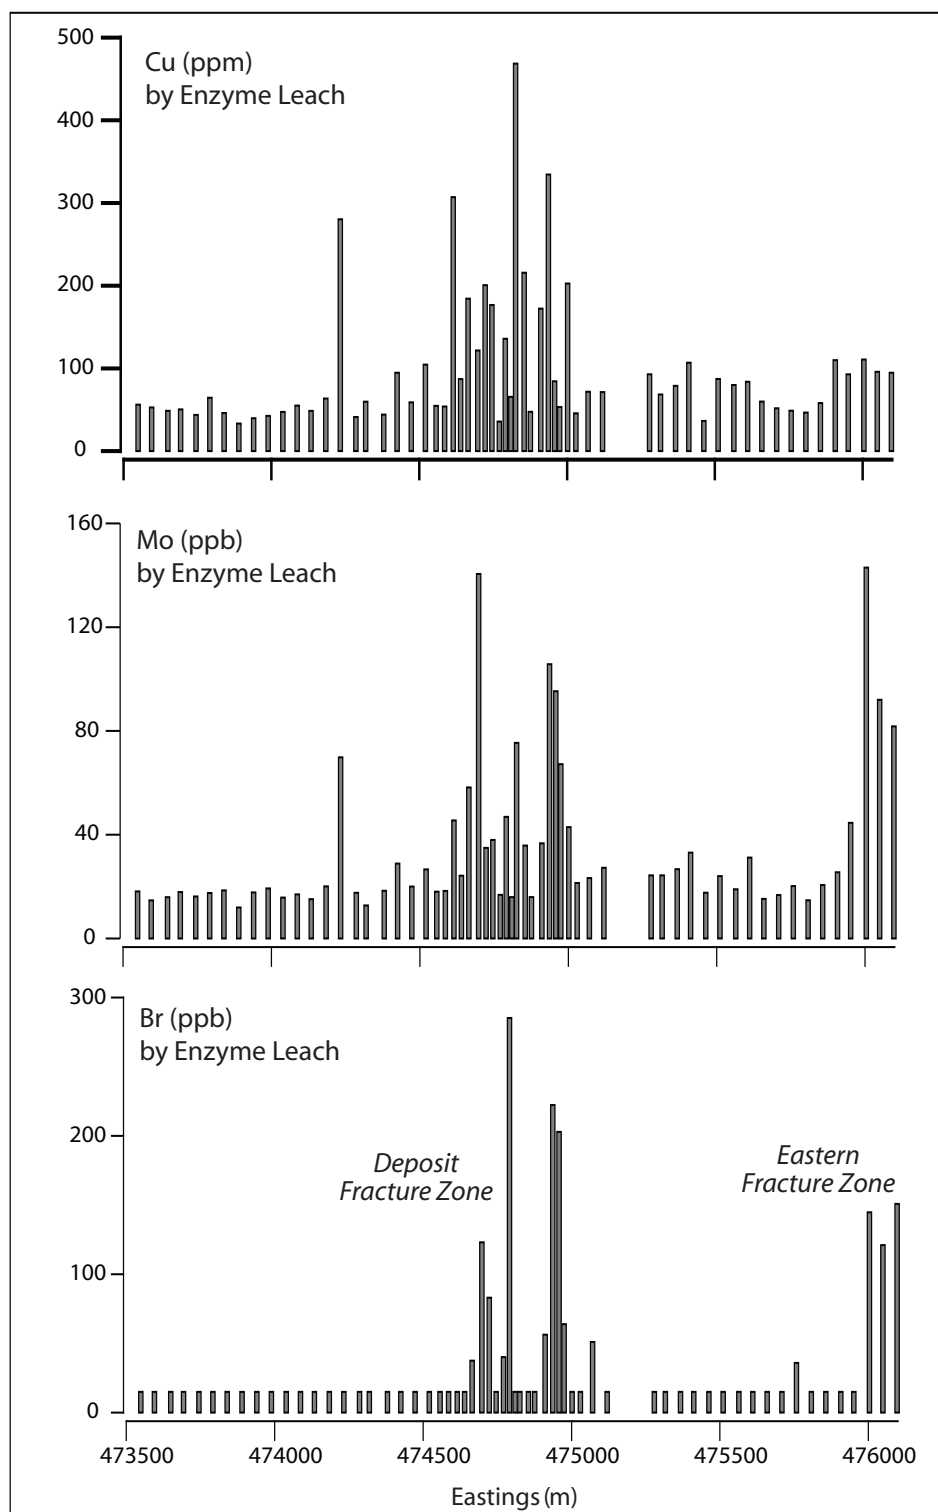 500
Cu (ppm)
by Enzyme Leach
400
300
200
100
0
160
Mo (ppb)
by Enzyme Leach
120
80
40
0
300
Br (ppb)
by Enzyme Leach
200
Deposit
Fracture Zone
Eastern
Fracture Zone
100
0
473500 474000 474500 475000 475500 476000
Eastings (m)